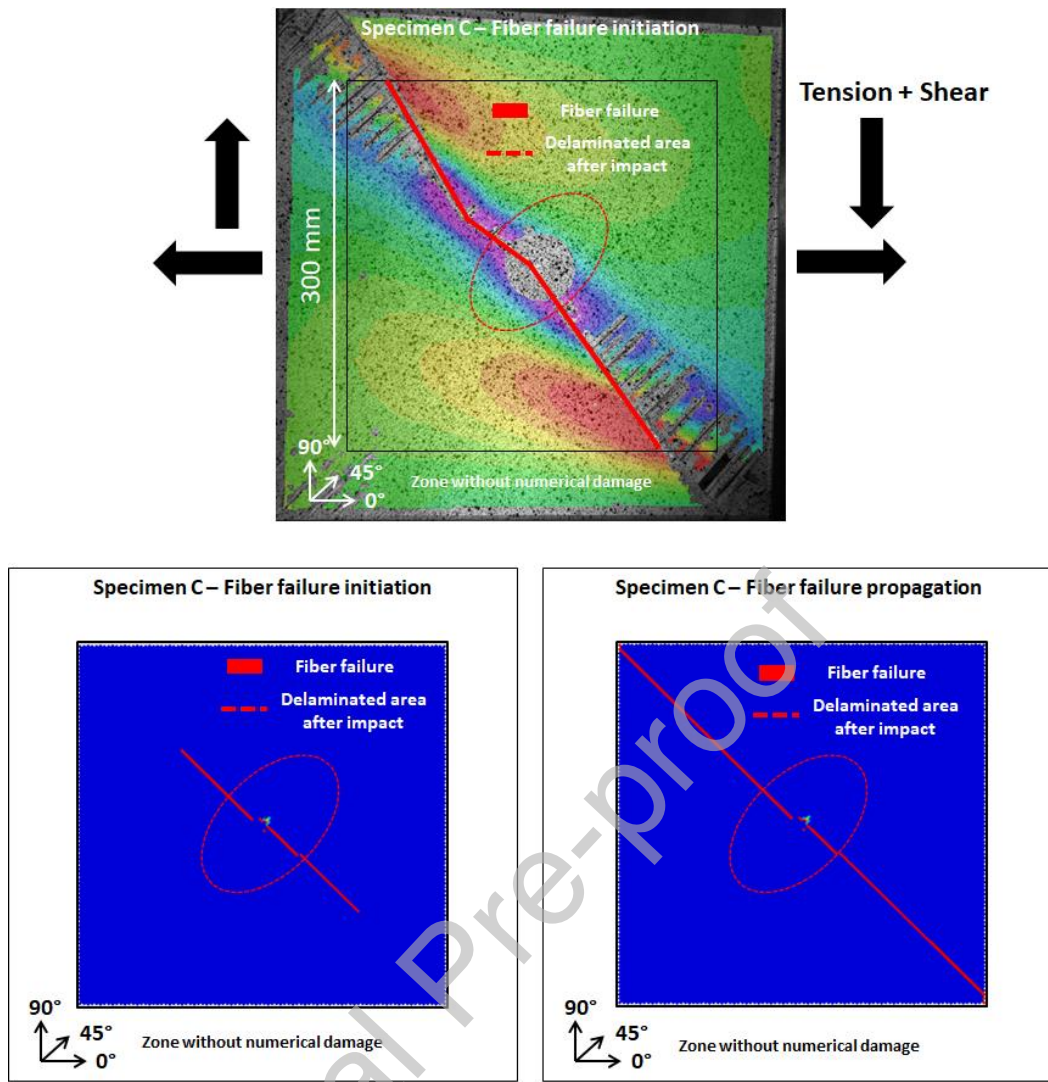 Specimen C – Fiber failure initiation
Tension + Shear
Fiber failure
Delaminated area
after impact
300 mm
90°
45°
0°
Zone without numerical damage
Specimen C – Fiber failure initiation
Fiber failure
Delaminated area
after impact
90°
45°
0°
Zone without numerical damage
Specimen C – Fiber failure propagation
Fiber failure
Delaminated area
after impact
90°
45°
0°
Zone without numerical damage
al Pre-proof